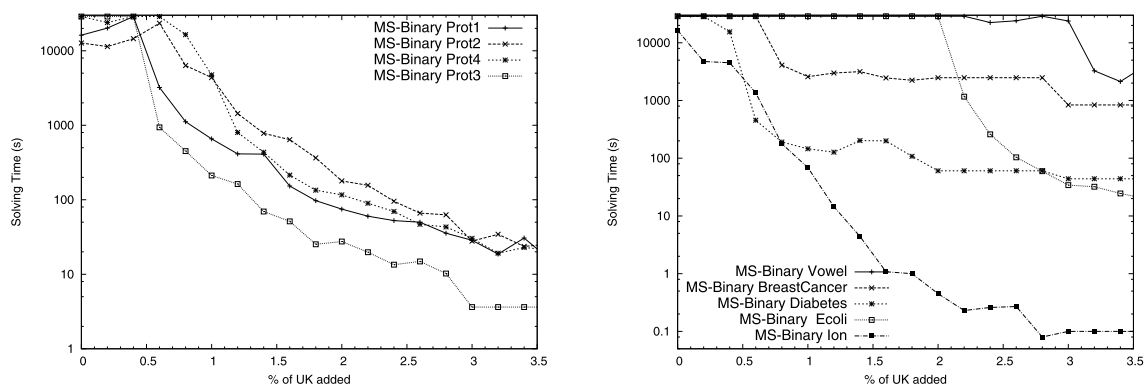 10000
1000
100
10
1
0
0.5
1
1.5
2
2.5
3
3.5
Solving Time (s)
% of UK added
MS-Binary Prot1
MS-Binary Prot2
MS-Binary Prot4
MS-Binary Prot3
10000
1000
100
10
1
0.1
0
0.5
1
1.5
2
2.5
3
3.5
Solving Time (s)
% of UK added
MS-Binary Vowel
MS-Binary BreastCancer
MS-Binary Diabetes
MS-Binary Ecoli
MS-Binary Ion